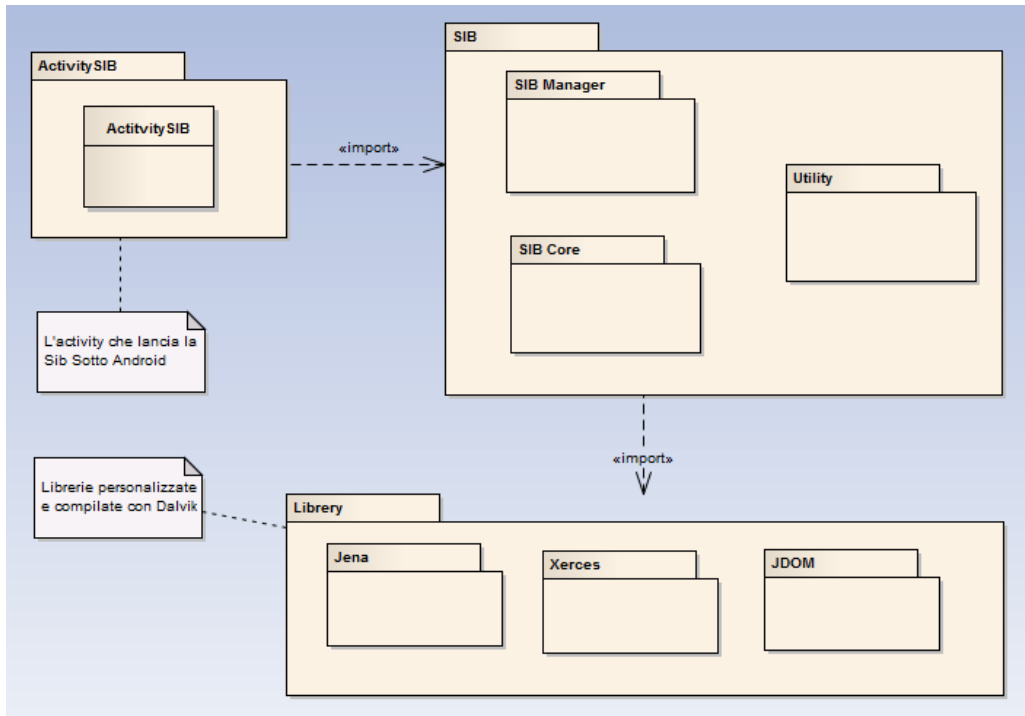 SIB
ActivitySIB
SIB Manager
ActitvitySIB
«import»
Utility
SIB Core
L'activity che lancia la
Sib Sotto Android
«import»
Librerie personalizzate
e compilate con Dalvik
Librery
Jena
Xerces
JDOM